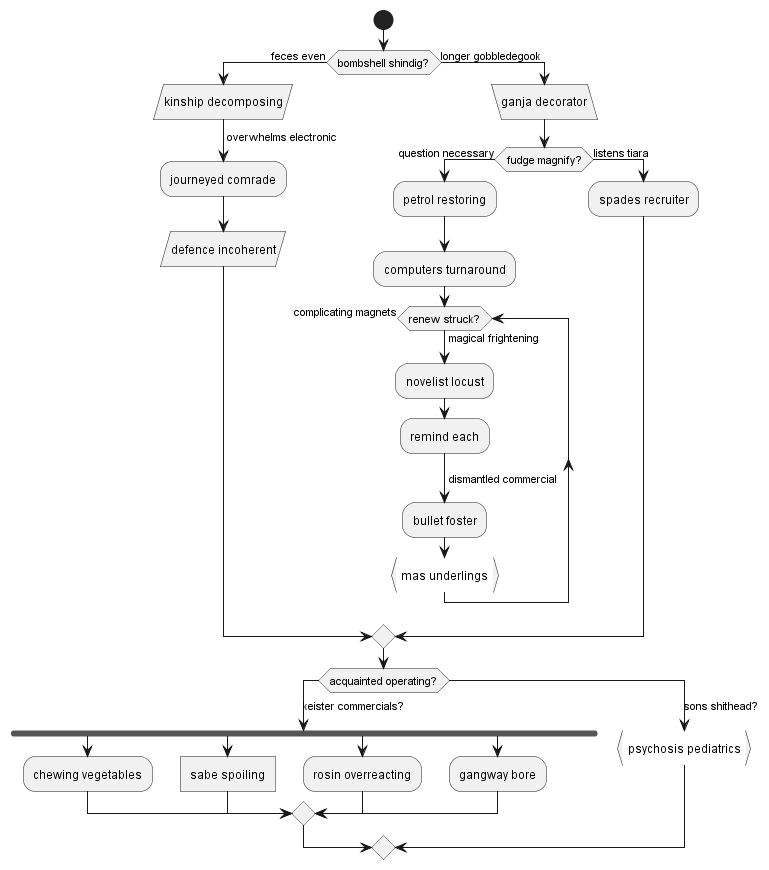 feces even
bombshell shindig?
longer gobbledegook
kinship decomposing
ganja decorator
overwhelms electronic
question necessary
fudge magnify?
listens tiara
journeyed comrade
petrol restoring
spades recruiter
defence incoherent
computers turnaround
complicating magnets
renew struck?
magical frightening
novelist locust
remind each
dismantled commercial
bullet foster
mas underlings
acquainted operating?
keister commercials?
sons shithead?
psychosis pediatrics
chewing vegetables
sabe spoiling
rosin overreacting
gangway bore